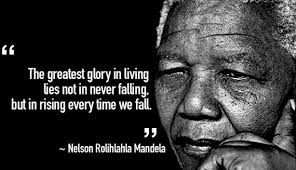 “
The greatest glory in living
lies not in never falling,
but in rising every time we fall.
”
~ Nelson Rolihlahla Mandela